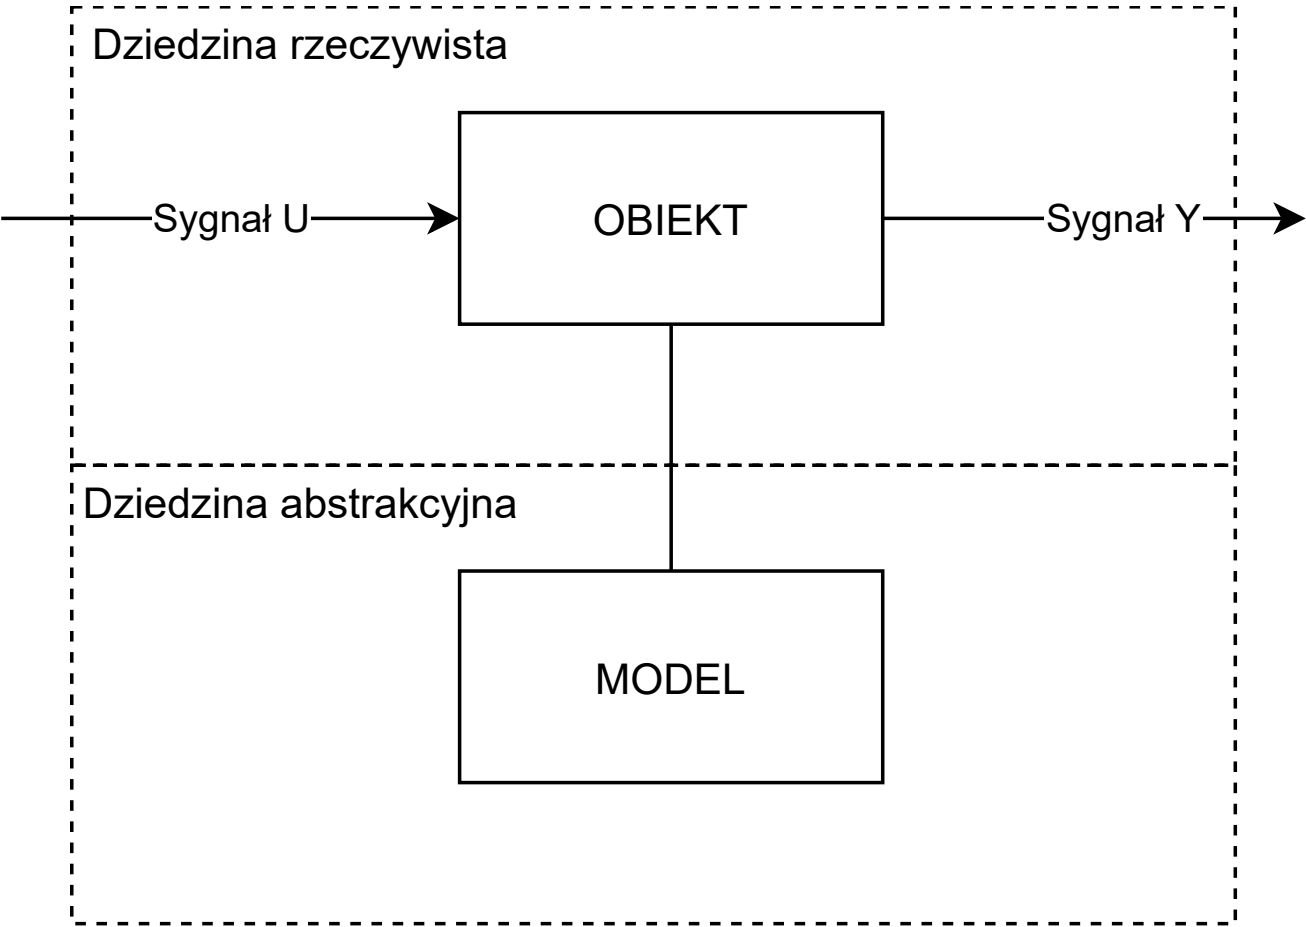 Dziedzina rzeczywista
Sygnał U
OBIEKT
Sygnał Y
Dziedzina abstrakcyjna
MODEL